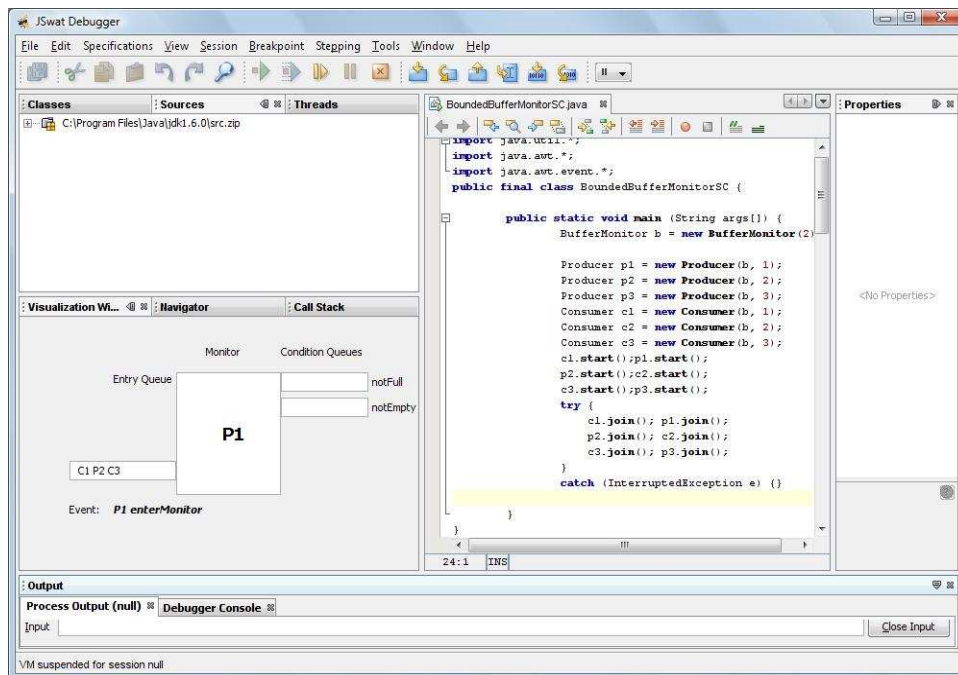 JSwat Debugger
File Edit Specifications View Session Breakpoint Stepping Tools Window Help
Classes Sources Threads
C:\Program Files\Java\jdk1.6.0\src.zip
Visualization Wi... Navigator Call Stack
Monitor Condition Queues
Entry Queue
notFull
notEmpty
P1
C1 P2 C3
Event: P1 enterMonitor
BoundedBufferMonitorSC.java
import java.util.*;
import java.awt.*;
import java.awt.event.*;
public final class BoundedBufferMonitorSC {
public static void main (String args[]) {
BufferMonitor b = new BufferMonitor(2)
Producer p1 = new Producer(b, 1);
Producer p2 = new Producer(b, 2);
Producer p3 = new Producer(b, 3);
Consumer c1 = new Consumer(b, 1);
Consumer c2 = new Consumer(b, 2);
Consumer c3 = new Consumer(b, 3);
c1.start();p1.start();
p2.start();c2.start();
c3.start();p3.start();
try {
c1.join(); p1.join();
p2.join(); c2.join();
c3.join(); p3.join();
}
catch (InterruptedException e) {}
}
}
24:1 INS
Properties
<No Properties>
Output
Process Output (null) Debugger Console
Input Close Input
VM suspended for session null